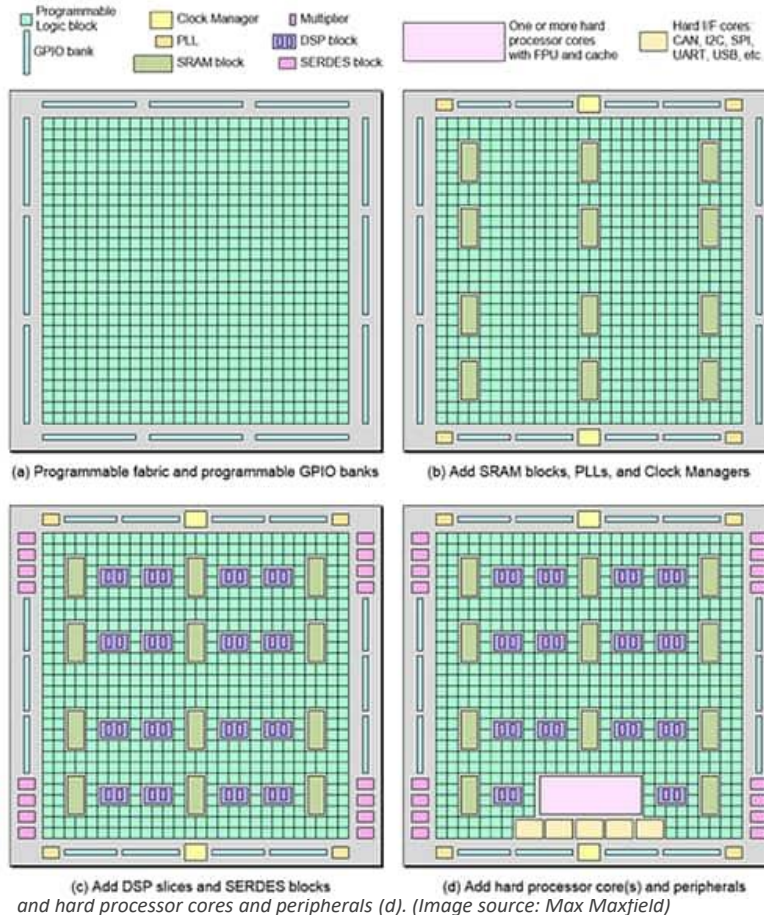 Programmable
Logic block
GPIO bank
Clock Manager
PLL
SRAM block
Multiplier
DSP block
SERDES block
One or more hard
processor cores
with FPU and cache
Hard I/F cores:
CAN, I2C, SPI,
UART, USB, etc.
(a) Programmable fabric and programmable GPIO banks
(b) Add SRAM blocks, PLLs, and Clock Managers
(c) Add DSP slices and SERDES blocks
(d) Add hard processor core(s) and peripherals
and hard processor cores and peripherals (d). (Image source: Max Maxfield)